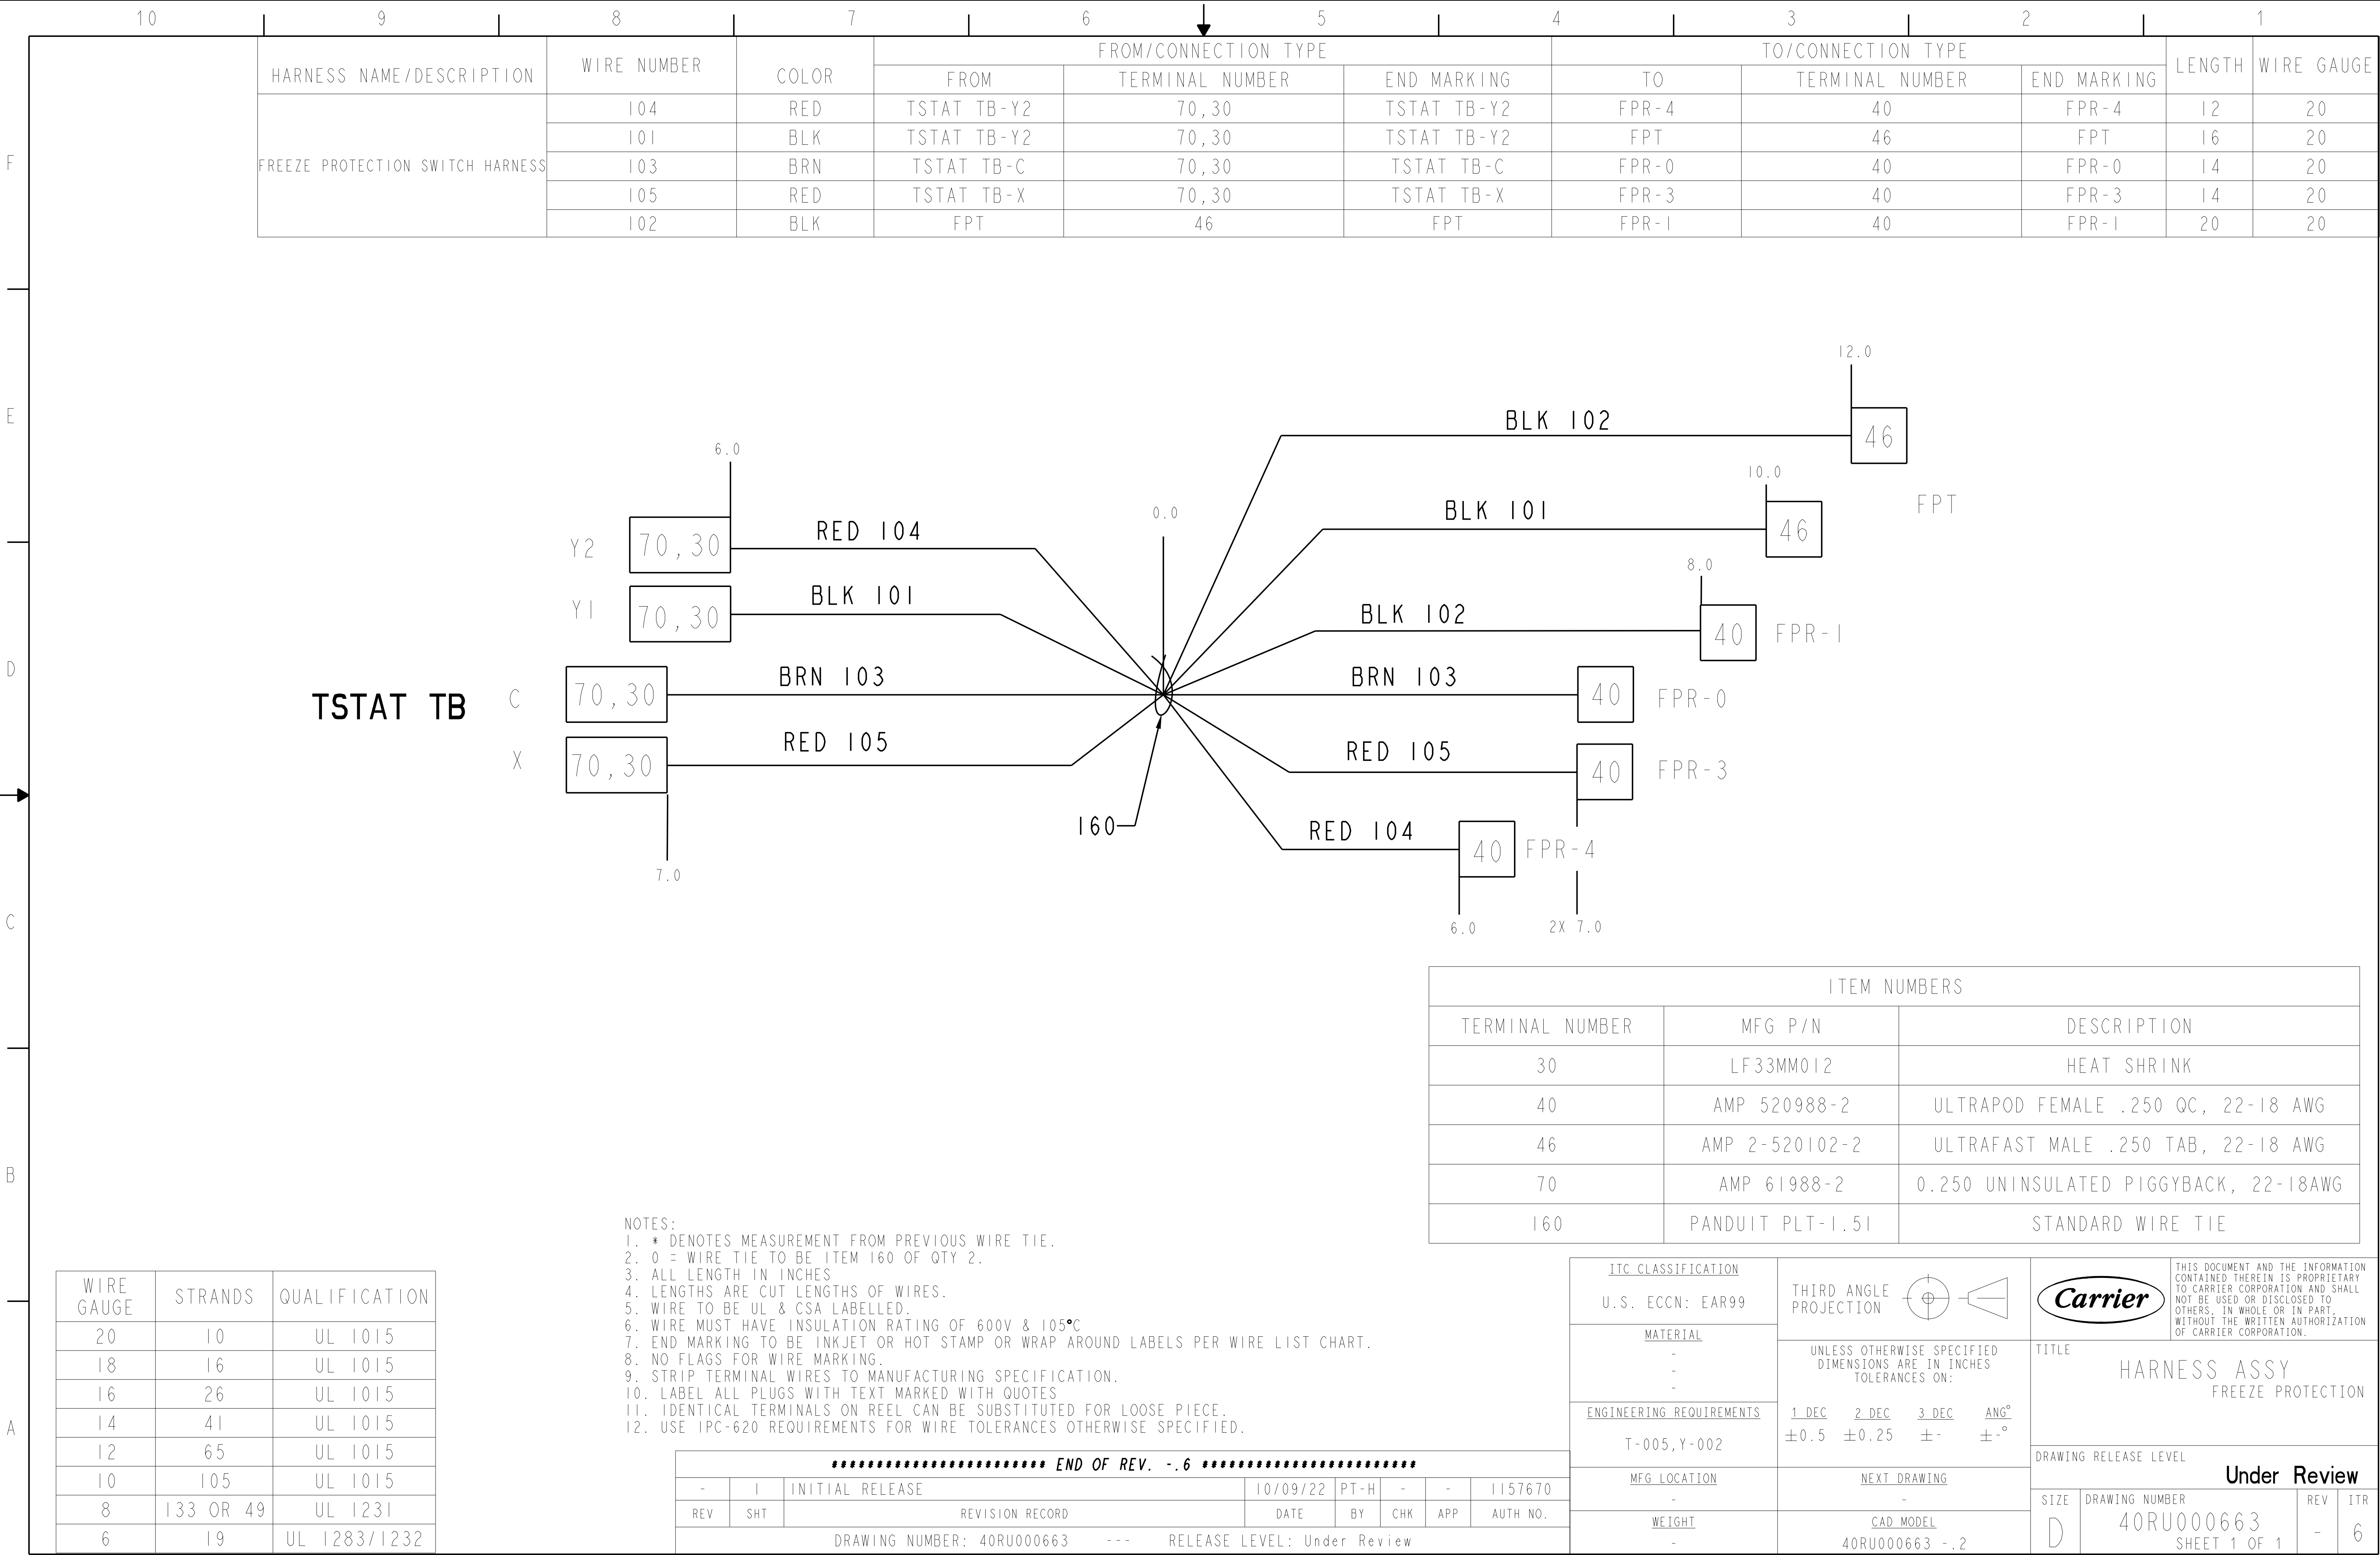 10 9 8 7 6 5 4 3 2 1
HARNESS NAME/DESCRIPTION WIRE NUMBER COLOR FROM/CONNECTION TYPE TO/CONNECTION TYPE LENGTH WIRE GAUGE
FROM TERMINAL NUMBER END MARKING TO TERMINAL NUMBER END MARKING
FREEZE PROTECTION SWITCH HARNESS
104 RED TSTAT TB-Y2 70,30 TSTAT TB-Y2 FPR-4 40 FPR-4 12 20
101 BLK TSTAT TB-Y2 70,30 TSTAT TB-Y2 FPT 46 FPT 16 20
103 BRN TSTAT TB-C 70,30 TSTAT TB-C FPR-0 40 FPR-0 14 20
105 RED TSTAT TB-X 70,30 TSTAT TB-X FPR-3 40 FPR-3 14 20
102 BLK FPT 46 FPT FPR-1 40 FPR-1 20 20
F
E
D
C
B
A
12.0
BLK 102 46
6.0
10.0
0.0
BLK 101 46
FPT
Y2 70,30 RED 104
8.0
Y1 70,30 BLK 101
BLK 102 40 FPR-1
TSTAT TB
C 70,30 BRN 103
BRN 103 40 FPR-0
X 70,30 RED 105
RED 105 40 FPR-3
160
RED 104 40 FPR-4
7.0
6.0
2X 7.0
ITEM NUMBERS
TERMINAL NUMBER MFG P/N DESCRIPTION
30 LF33MM012 HEAT SHRINK
40 AMP 520988-2 ULTRAPOD FEMALE .250 QC, 22-18 AWG
46 AMP 2-520102-2 ULTRAFAST MALE .250 TAB, 22-18 AWG
70 AMP 61988-2 0.250 UNINSULATED PIGGYBACK, 22-18AWG
160 PANDUIT PLT-1.5I STANDARD WIRE TIE
NOTES:
1. * DENOTES MEASUREMENT FROM PREVIOUS WIRE TIE.
2. 0 = WIRE TIE TO BE ITEM 160 OF QTY 2.
3. ALL LENGTH IN INCHES
4. LENGTHS ARE CUT LENGTHS OF WIRES.
5. WIRE TO BE UL & CSA LABELLED.
6. WIRE MUST HAVE INSULATION RATING OF 600V & 105°C
7. END MARKING TO BE INKJET OR HOT STAMP OR WRAP AROUND LABELS PER WIRE LIST CHART.
8. NO FLAGS FOR WIRE MARKING.
9. STRIP TERMINAL WIRES TO MANUFACTURING SPECIFICATION.
10. LABEL ALL PLUGS WITH TEXT MARKED WITH QUOTES
11. IDENTICAL TERMINALS ON REEL CAN BE SUBSTITUTED FOR LOOSE PIECE.
12. USE IPC-620 REQUIREMENTS FOR WIRE TOLERANCES OTHERWISE SPECIFIED.
WIRE GAUGE STRANDS QUALIFICATION
20 10 UL 1015
18 16 UL 1015
16 26 UL 1015
14 41 UL 1015
12 65 UL 1015
10 105 UL 1015
8 133 OR 49 UL 1231
6 19 UL 1283/1232
************************ END OF REV. -.6 ************************
- 1 INITIAL RELEASE 10/09/22 PT-H - - 1157670
REV SHT REVISION RECORD DATE BY CHK APP AUTH NO.
DRAWING NUMBER: 40RU000663 --- RELEASE LEVEL: Under Review
ITC CLASSIFICATION
U.S. ECCN: EAR99
MATERIAL
-
-
-
ENGINEERING REQUIREMENTS
T-005,Y-002
MFG LOCATION
-
WEIGHT
-
THIRD ANGLE
PROJECTION
UNLESS OTHERWISE SPECIFIED
DIMENSIONS ARE IN INCHES
TOLERANCES ON:
1 DEC 2 DEC 3 DEC ANG°
±0.5 ±0.25 ±- ±-°
NEXT DRAWING
-
CAD MODEL
40RU000663 -.2
Carrier
THIS DOCUMENT AND THE INFORMATION
CONTAINED THEREIN IS PROPRIETARY
TO CARRIER CORPORATION AND SHALL
NOT BE USED OR DISCLOSED TO
OTHERS, IN WHOLE OR IN PART,
WITHOUT THE WRITTEN AUTHORIZATION
OF CARRIER CORPORATION.
TITLE
HARNESS ASSY
FREEZE PROTECTION
DRAWING RELEASE LEVEL
Under Review
SIZE DRAWING NUMBER REV ITR
D 40RU000663 - 6
SHEET 1 OF 1